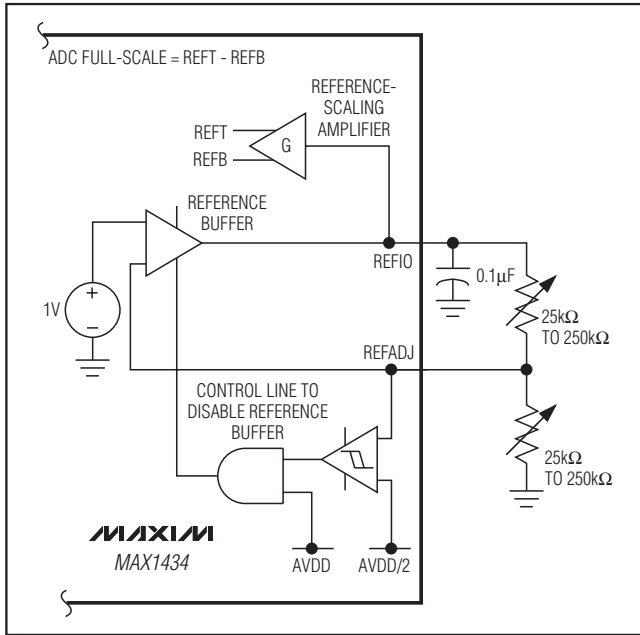 ADC FULL-SCALE = REFT - REFB
REFERENCE-
SCALING
AMPLIFIER
REFT
REFB
G
REFERENCE
BUFFER
REFIO
0.1µF
1V
+
−
25kΩ
TO 250kΩ
REFADJ
CONTROL LINE TO
DISABLE REFERENCE
BUFFER
25kΩ
TO 250kΩ
MAXIM
MAX1434
AVDD
AVDD/2